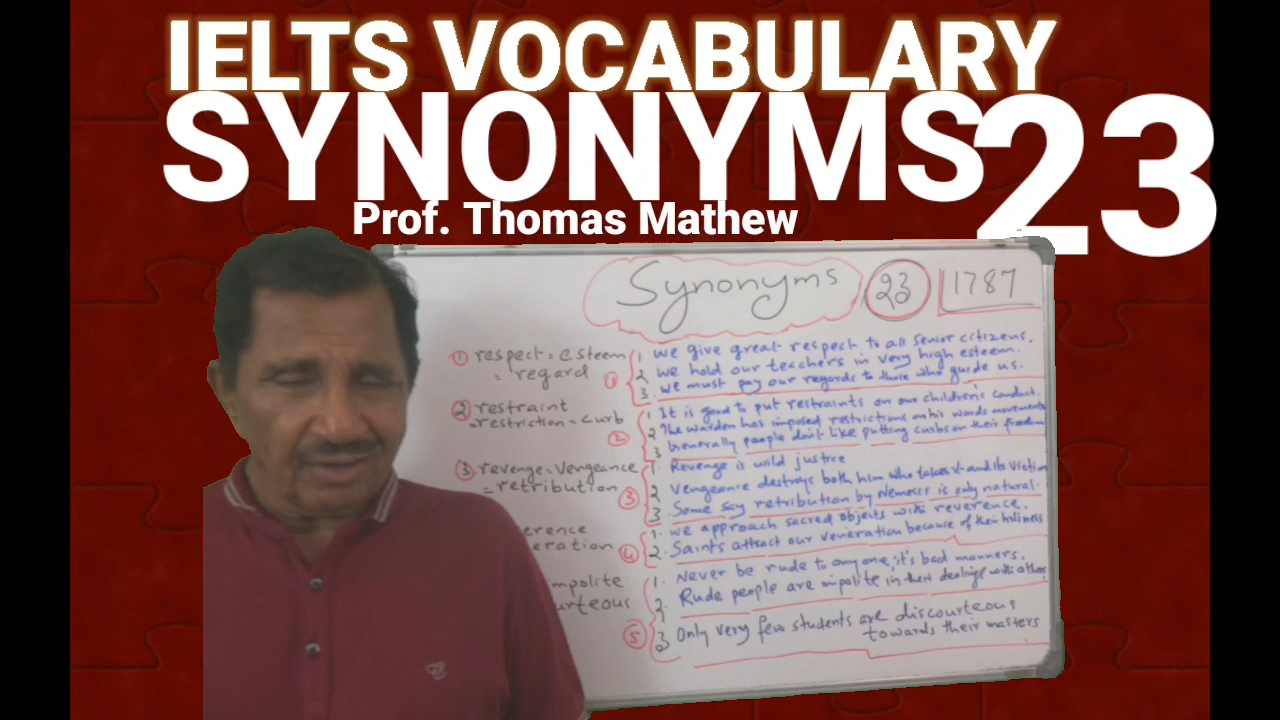 IELTS VOCABULARY
SYNONYMS 23
Prof. Thomas Mathew
Synonyms 23 1787
① respect = esteem
= regard
① 1 we give great respect to all senior citizens.
2 we hold our teachers in very high esteem.
3. we must pay our regards to those who guide us.
② restraint
= restriction = curb
② 1 It is good to put restraints on our children's conduct.
2 The warden has imposed restrictions on his wards movements
3 Generally people don't like putting curbs on their freedom
③ revenge = Vengeance
= retribution
③ 1. Revenge is wild justice
2 Vengeance destroys both him who takes it and its victim
3. Some say retribution by Nemesis is only natural.
erence
eration
④ 1. we approach sacred objects with reverence.
2. Saints attract our veneration because of their holiness
mpolite
urteous
⑤ 1. Never be rude to anyone, it's bad manners.
2 Rude people are impolite in their dealings with others
3 Only very few students are discourteous
towards their masters